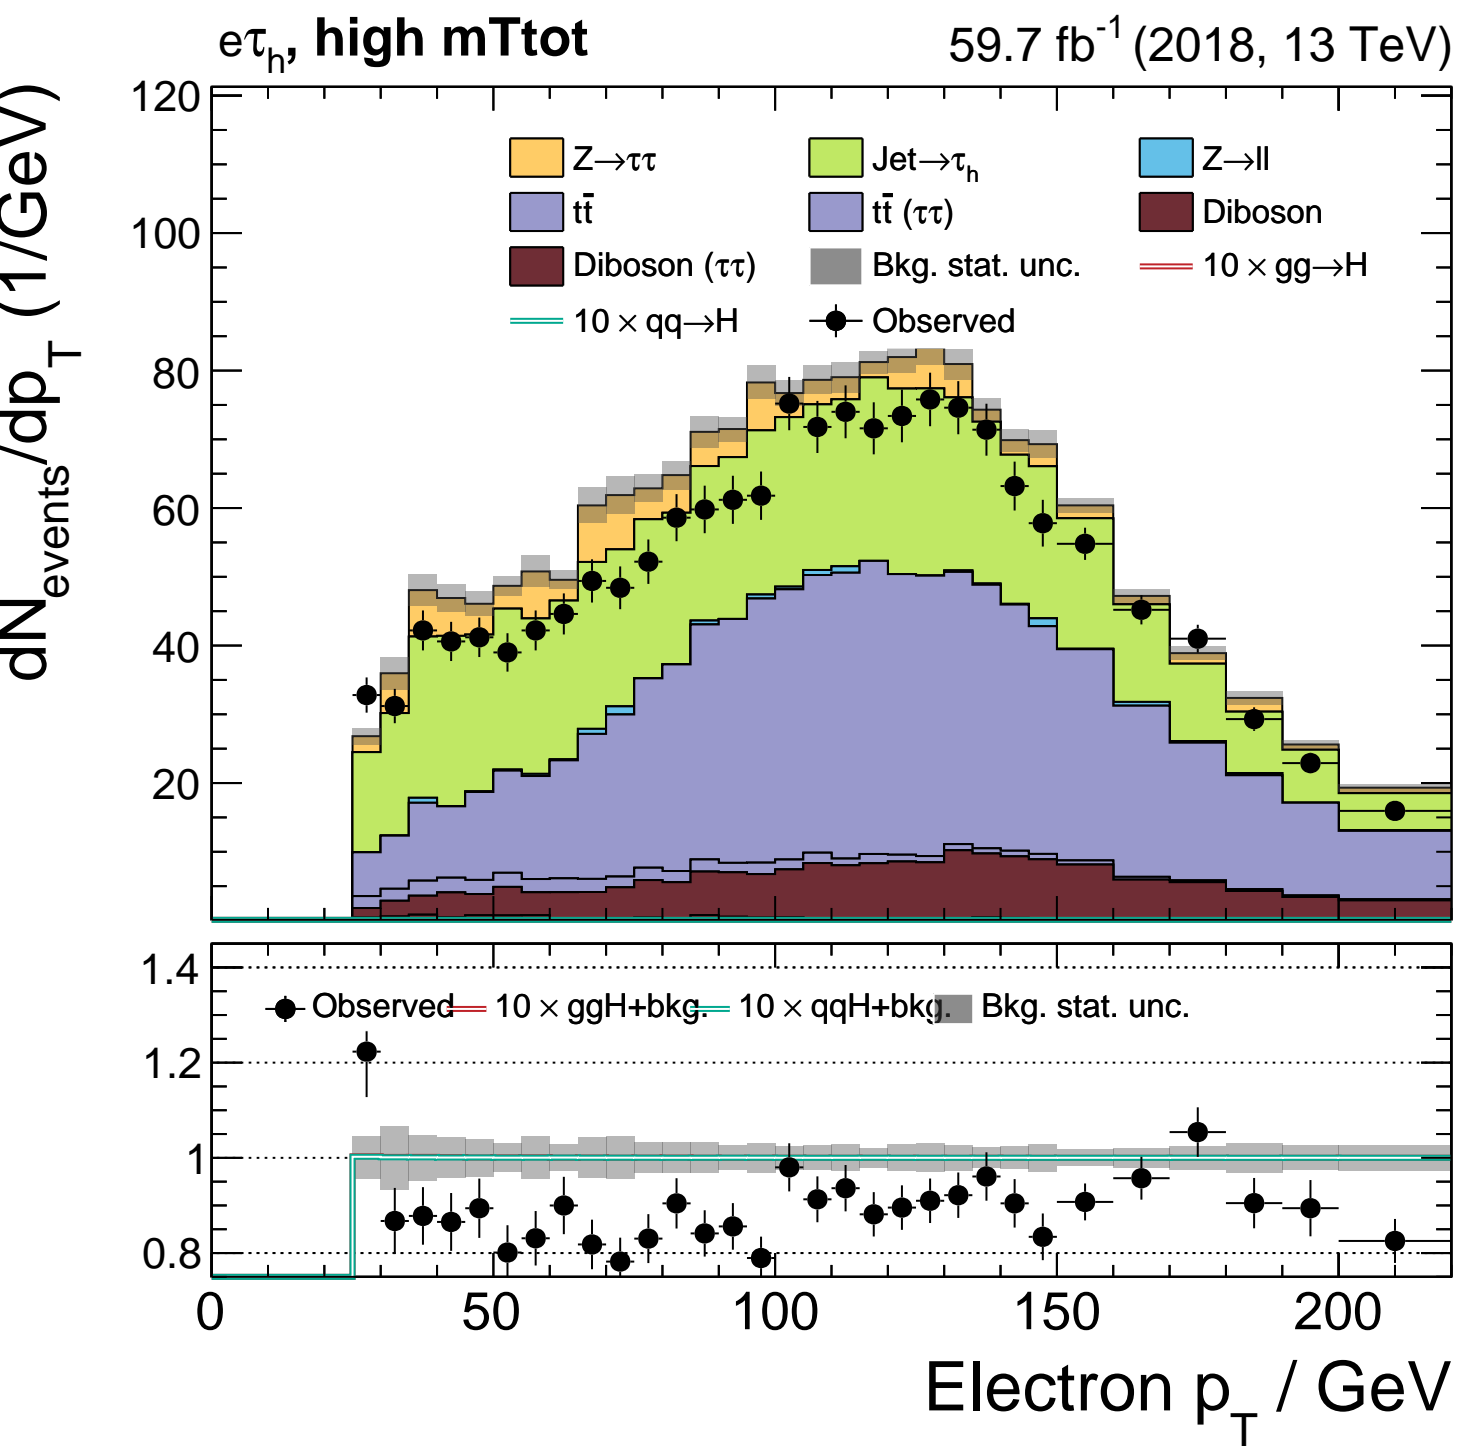 eτh, high mTtot 59.7 fb-1 (2018, 13 TeV)
dNevents/dpT (1/GeV)
120
100
80
60
40
20
Z→ττ Jet→τh Z→ll
tt̄ tt̄ (ττ) Diboson
Diboson (ττ) Bkg. stat. unc. 10 × gg→H
10 × qq→H Observed
1.4
1.2
1
0.8
Observed 10 × ggH+bkg. 10 × qqH+bkg. Bkg. stat. unc.
0 50 100 150 200
Electron pT / GeV